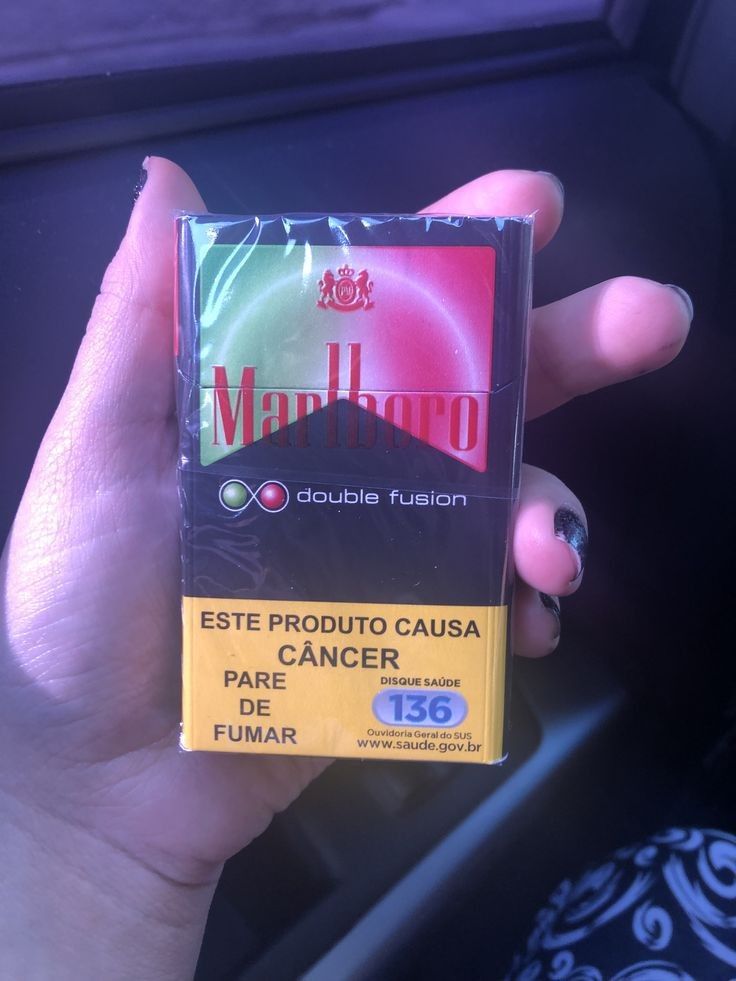 Marlboro
double fusion
ESTE PRODUTO CAUSA
CÂNCER
PARE
DE
FUMAR
DISQUE SAÚDE
136
Ouvidoria Geral do SUS
www.saude.gov.br